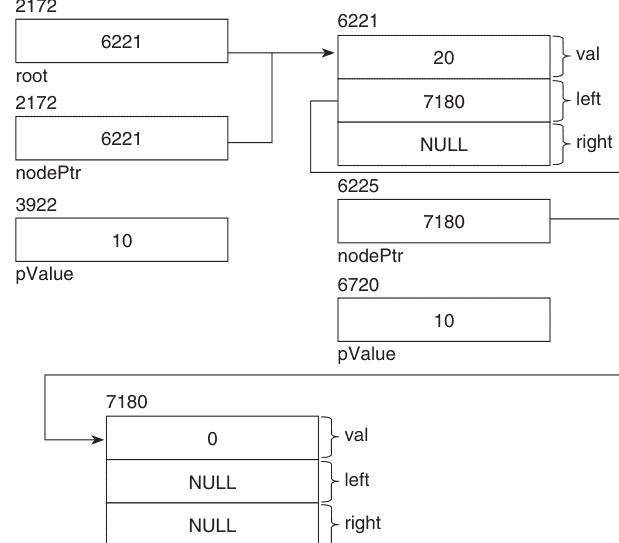 2172
6221
root
2172
6221
nodePtr
3922
10
pValue
6221
20
val
7180
left
NULL
right
6225
7180
nodePtr
6720
10
pValue
7180
0
val
NULL
left
NULL
right